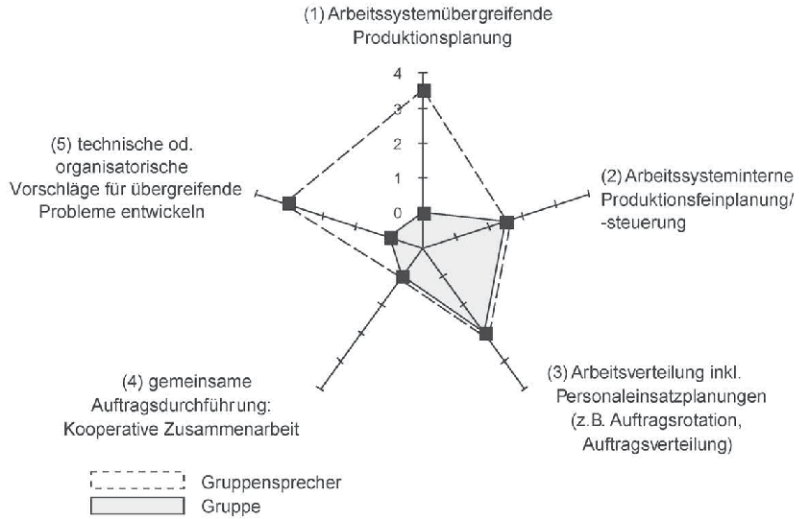 (1) Arbeitssystemübergreifende
Produktionsplanung
4
3
2
1
0
(5) technische od.
organisatorische
Vorschläge für übergreifende
Probleme entwickeln
(2) Arbeitssysteminterne
Produktionsfeinplanung/
-steuerung
(4) gemeinsame
Auftragsdurchführung:
Kooperative Zusammenarbeit
(3) Arbeitsverteilung inkl.
Personaleinsatzplanungen
(z.B. Auftragsrotation,
Auftragsverteilung)
Gruppensprecher
Gruppe